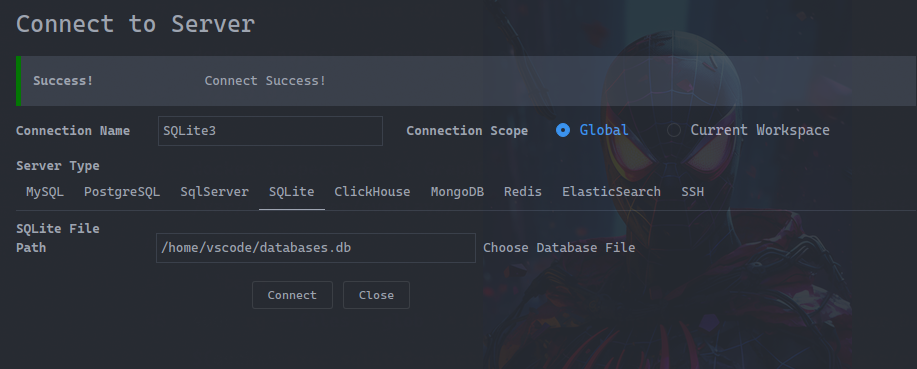 Connect to Server
Success! Connect Success!
Connection Name SQLite3 Connection Scope Global Current Workspace
Server Type
MySQL PostgreSQL SqlServer SQLite ClickHouse MongoDB Redis ElasticSearch SSH
SQLite File
Path /home/vscode/databases.db Choose Database File
Connect Close